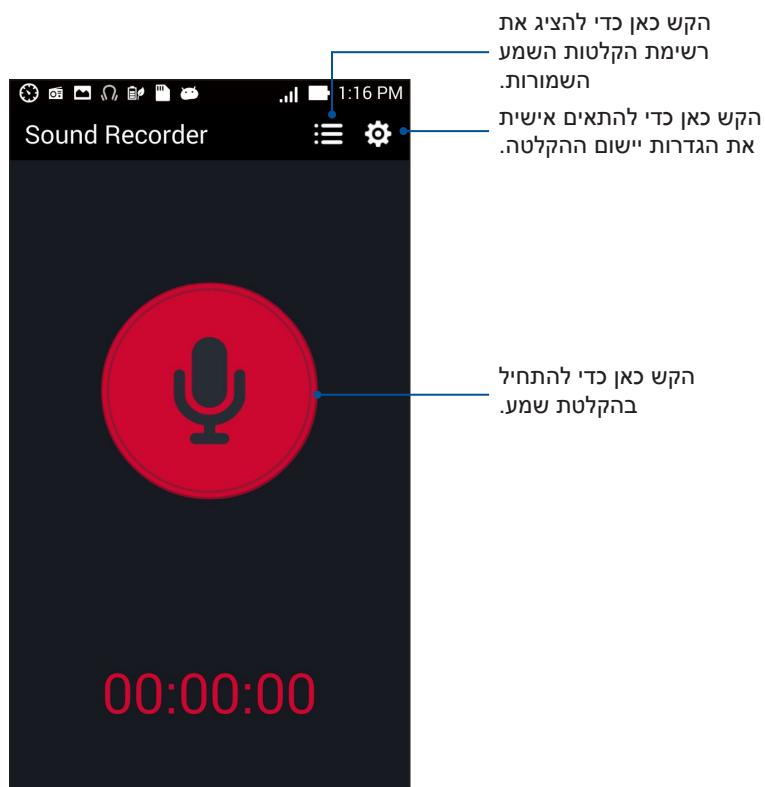 הקש כאן כדי להציג את
רשימת הקלטות השמע
השמורות.
1:16 PM
Sound Recorder
הקש כאן כדי להתאים אישית
את הגדרות יישום ההקלטה.
הקש כאן כדי להתחיל
בהקלטת שמע.
00:00:00